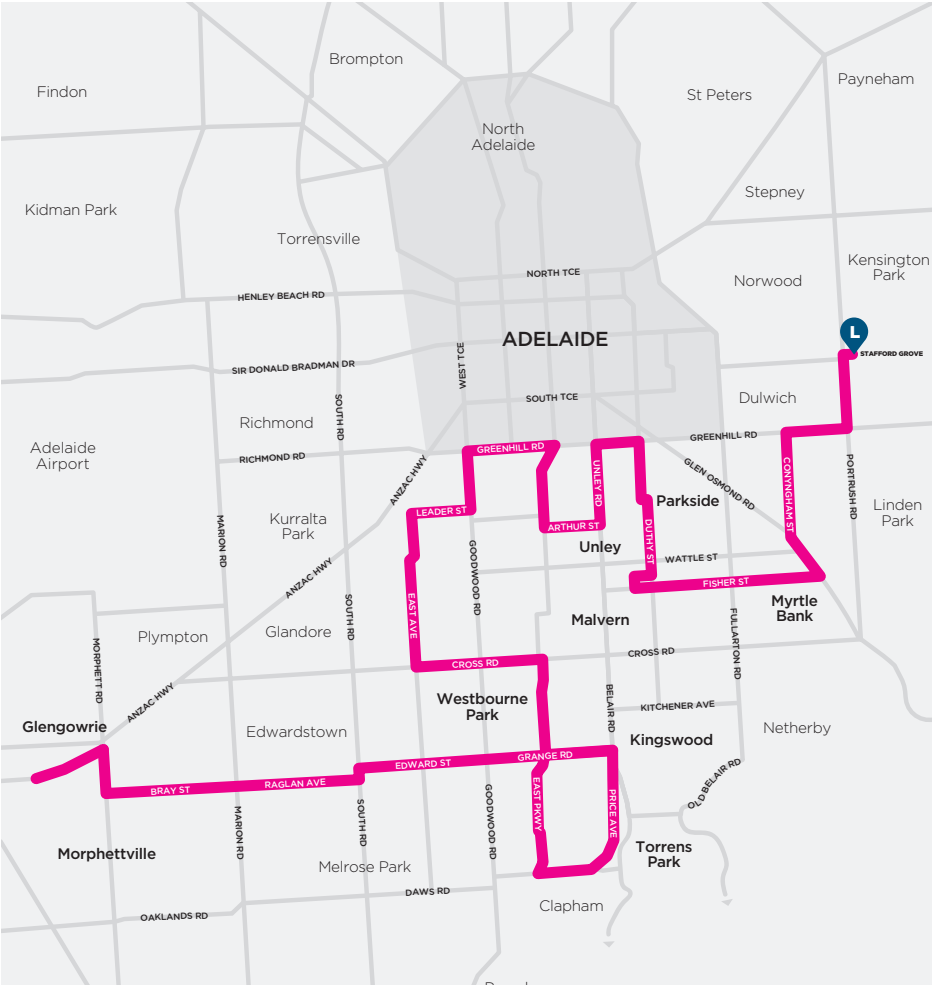 Brompton
Payneham
Findon
St Peters
North
Adelaide
Stepney
Kidman Park
Torrensville
Kensington
Park
NORTH TCE
Norwood
HENLEY BEACH RD
L
ADELAIDE
STAFFORD GROVE
WEST TCE
SIR DONALD BRADMAN DR
SOUTH TCE
Dulwich
SOUTH RD
Richmond
GREENHILL RD
Adelaide
Airport
GREENHILL RD
RICHMOND RD
ANZAC HWY
UNLEY RD
GLEN OSMOND RD
CONYNGHAM ST
PORTRUSH RD
Parkside
LEADER ST
Linden
Park
Kurralta
Park
ARTHUR ST
MARION RD
DUTHY ST
Unley
WATTLE ST
ANZAC HWY
GOODWOOD RD
FISHER ST
Myrtle
Bank
EAST AVE
SOUTH RD
Malvern
Plympton
Glandore
FULLARTON RD
MORPHETT RD
CROSS RD
CROSS RD
ANZAC HWY
Westbourne
Park
BELAIR RD
KITCHENER AVE
Glengowrie
Edwardstown
Netherby
Kingswood
GRANGE RD
EDWARD ST
OLD BELAIR RD
RAGLAN AVE
BRAY ST
EAST PKWY
PRICE AVE
GOODWOOD RD
SOUTH RD
MARION RD
Morphettville
Torrens
Park
Melrose Park
DAWS RD
Clapham
OAKLANDS RD